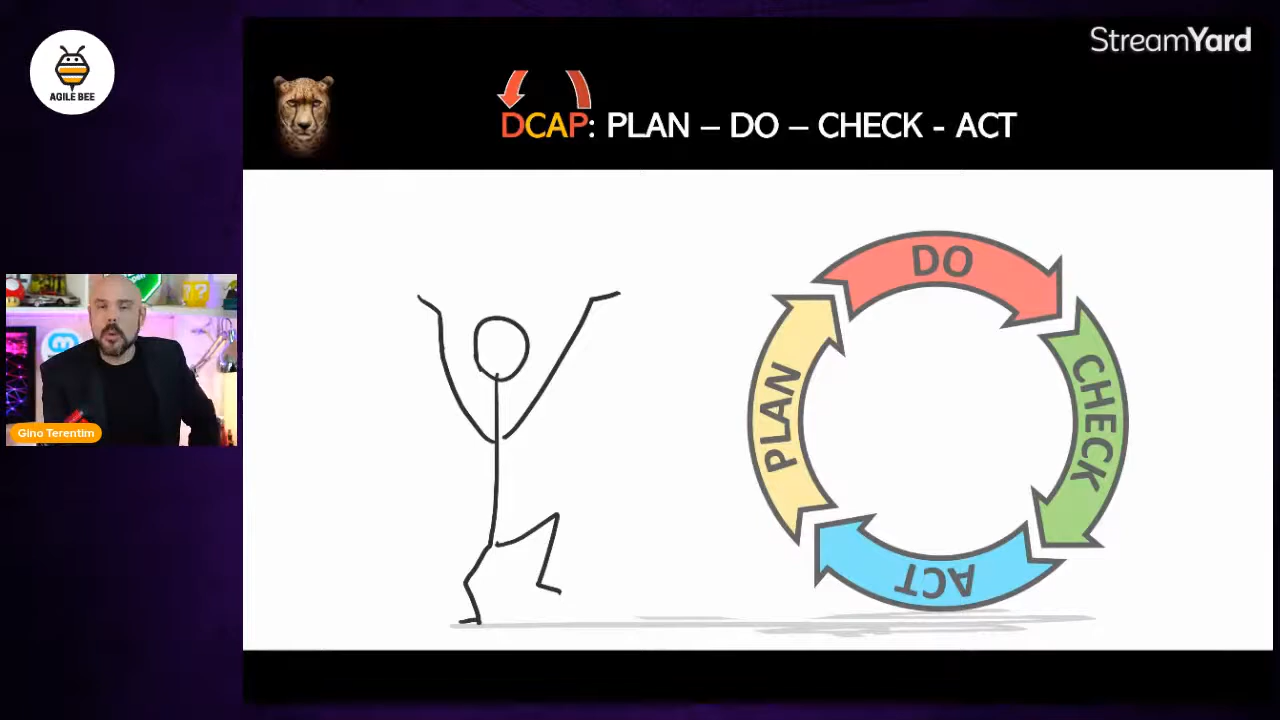 AGILE BEE
StreamYard
DCAP: PLAN – DO – CHECK - ACT
DO
PLAN
CHECK
ACT
Gino Terentim